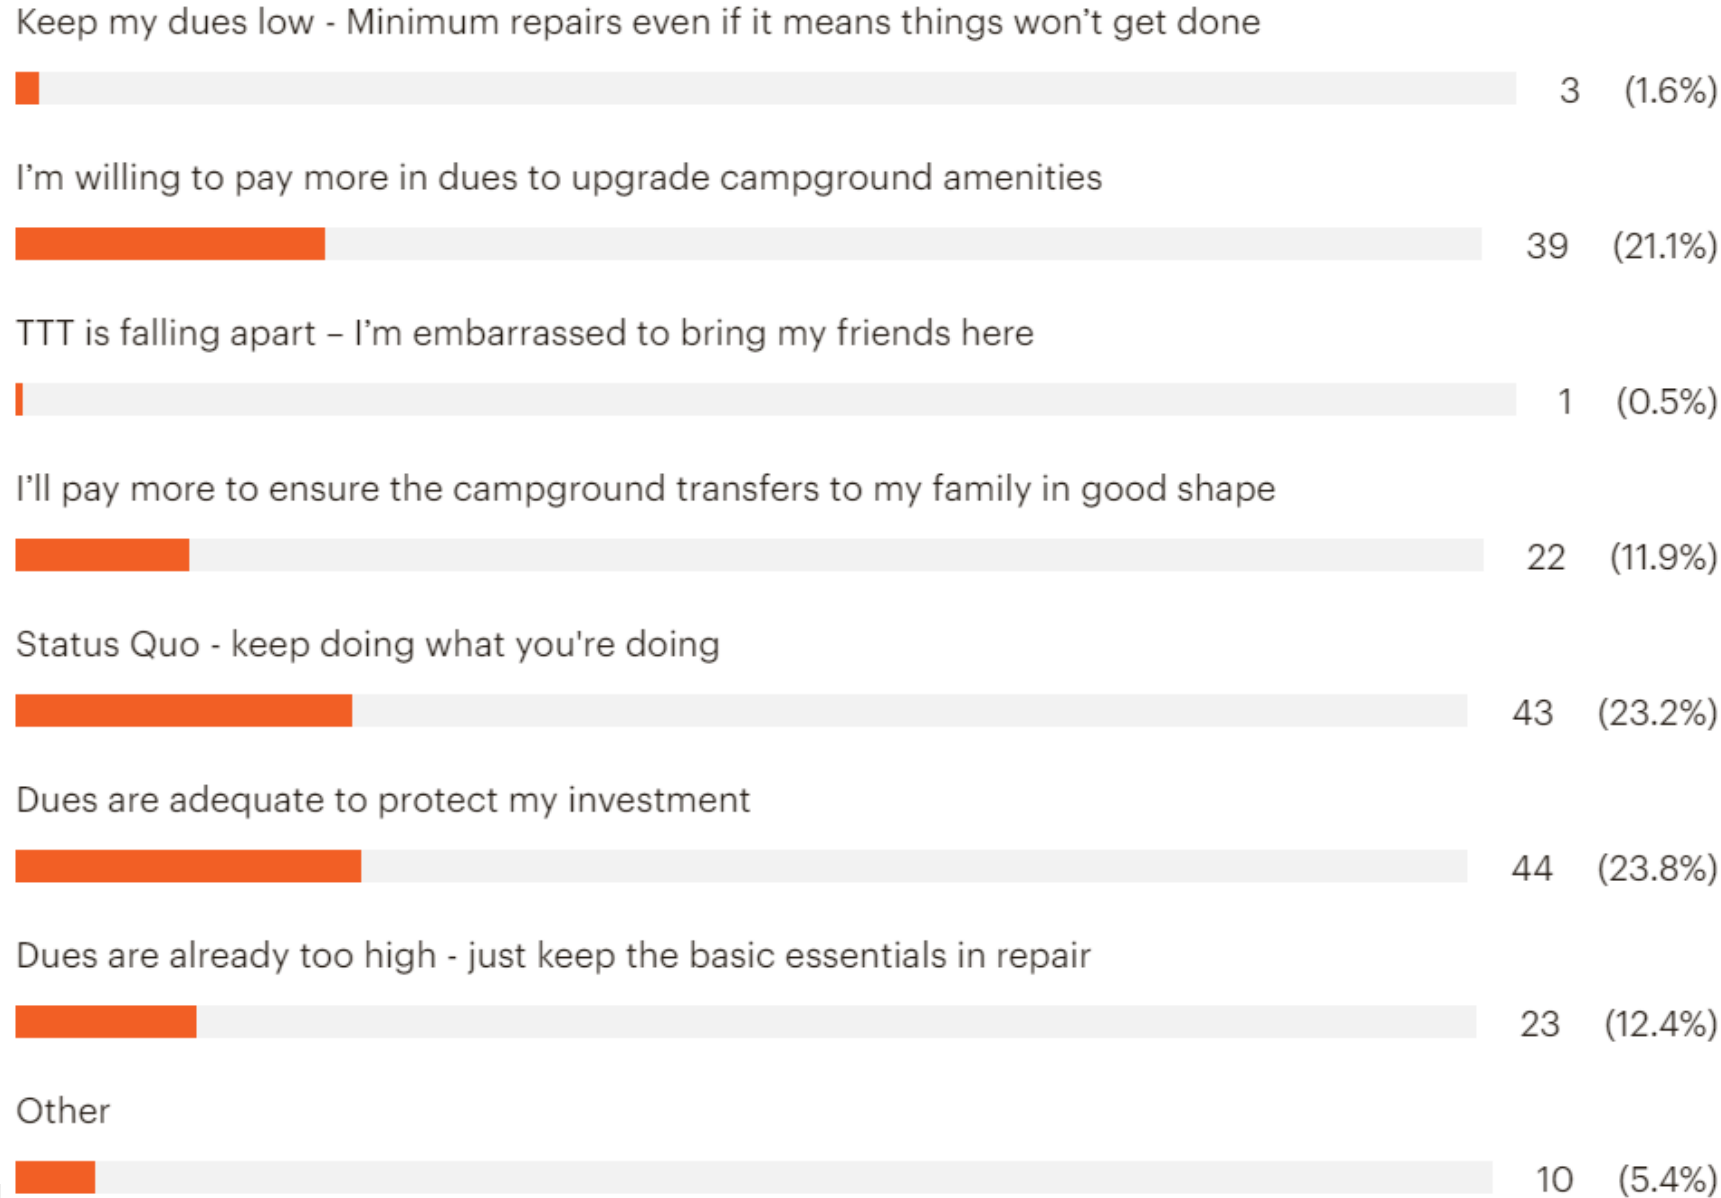 Keep my dues low - Minimum repairs even if it means things won’t get done
3 (1.6%)
I’m willing to pay more in dues to upgrade campground amenities
39 (21.1%)
TTT is falling apart – I’m embarrassed to bring my friends here
1 (0.5%)
I’ll pay more to ensure the campground transfers to my family in good shape
22 (11.9%)
Status Quo - keep doing what you're doing
43 (23.2%)
Dues are adequate to protect my investment
44 (23.8%)
Dues are already too high - just keep the basic essentials in repair
23 (12.4%)
Other
10 (5.4%)